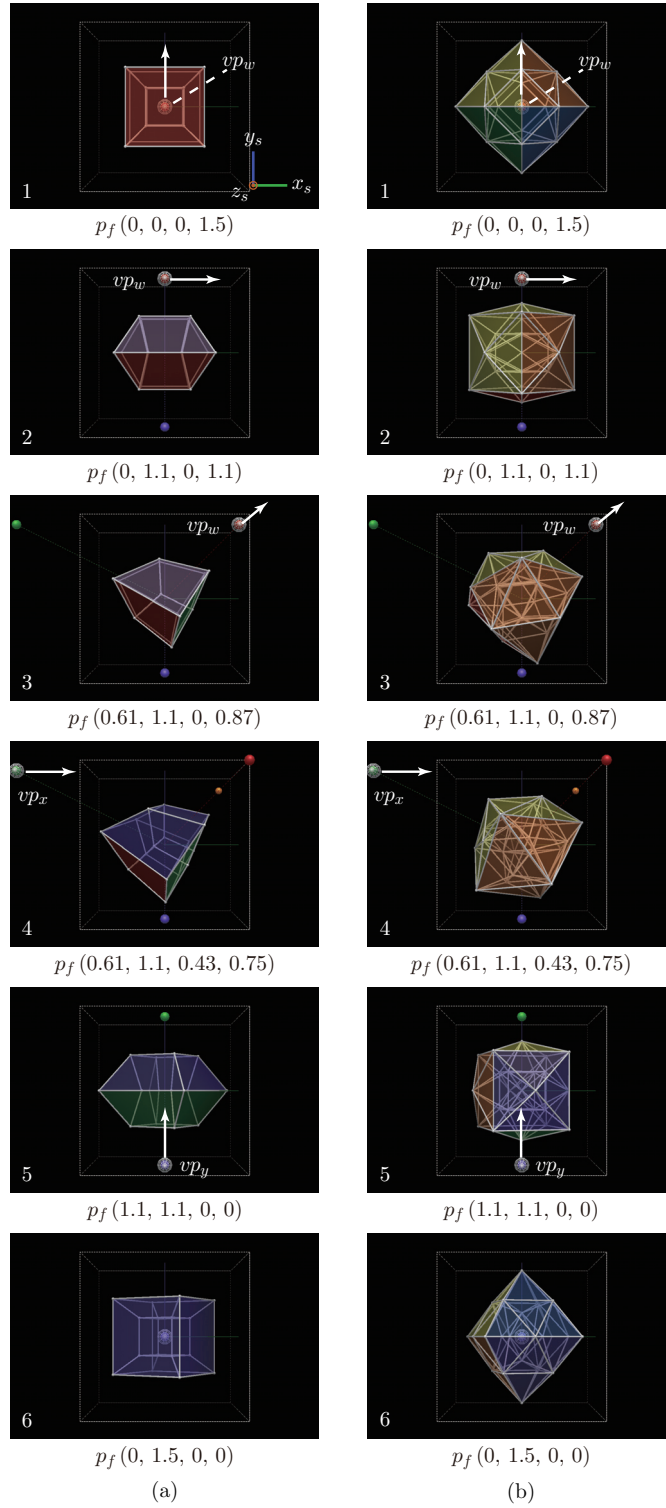 vp_w
vp_w
y_s
x_s
z_s
1
1
p_f (0, 0, 0, 1.5)
p_f (0, 0, 0, 1.5)
vp_w
vp_w
2
2
p_f (0, 1.1, 0, 1.1)
p_f (0, 1.1, 0, 1.1)
vp_w
vp_w
3
3
p_f (0.61, 1.1, 0, 0.87)
p_f (0.61, 1.1, 0, 0.87)
vp_x
vp_x
4
4
p_f (0.61, 1.1, 0.43, 0.75)
p_f (0.61, 1.1, 0.43, 0.75)
vp_y
vp_y
5
5
p_f (1.1, 1.1, 0, 0)
p_f (1.1, 1.1, 0, 0)
6
6
p_f (0, 1.5, 0, 0)
p_f (0, 1.5, 0, 0)
(a)
(b)